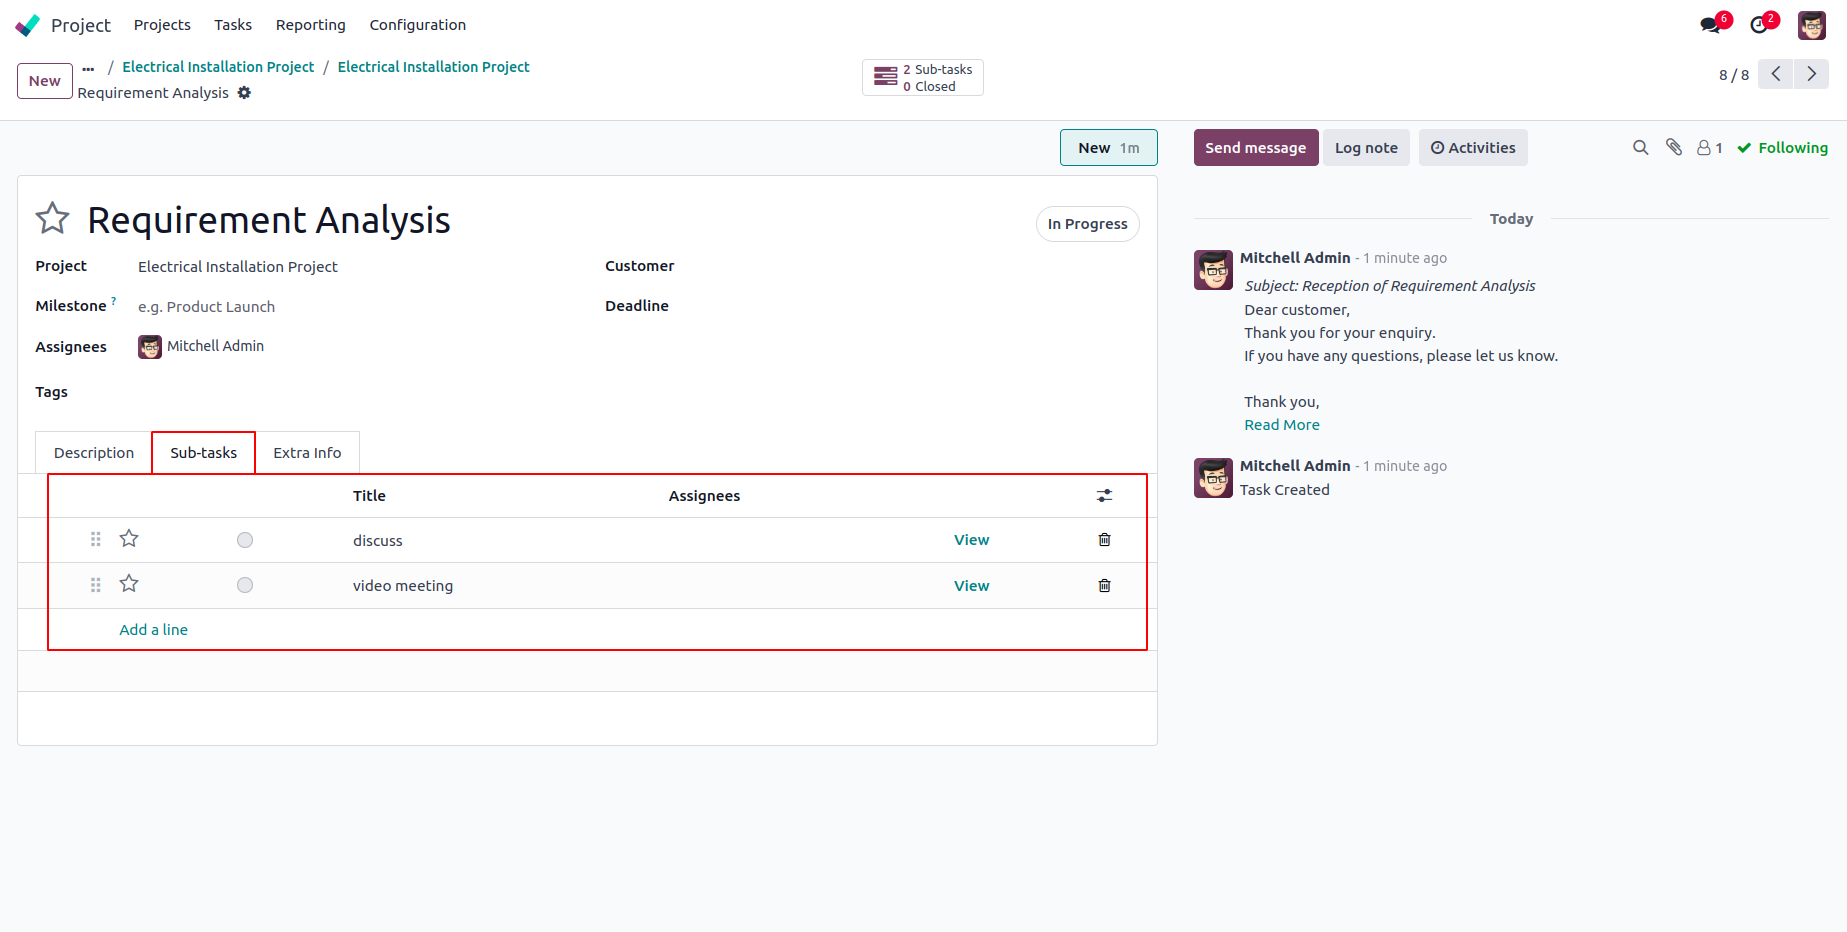 Project Projects Tasks Reporting Configuration 6 2
New ... / Electrical Installation Project / Electrical Installation Project
Requirement Analysis
2 Sub-tasks
0 Closed
8 / 8
New 1m
Send message Log note Activities 1 Following
Requirement Analysis
In Progress
Project Electrical Installation Project
Customer
Milestone ? e.g. Product Launch
Deadline
Assignees Mitchell Admin
Tags
Description Sub-tasks Extra Info
Title Assignees
discuss View
video meeting View
Add a line
Today
Mitchell Admin - 1 minute ago
Subject: Reception of Requirement Analysis
Dear customer,
Thank you for your enquiry.
If you have any questions, please let us know.
Thank you,
Read More
Mitchell Admin - 1 minute ago
Task Created